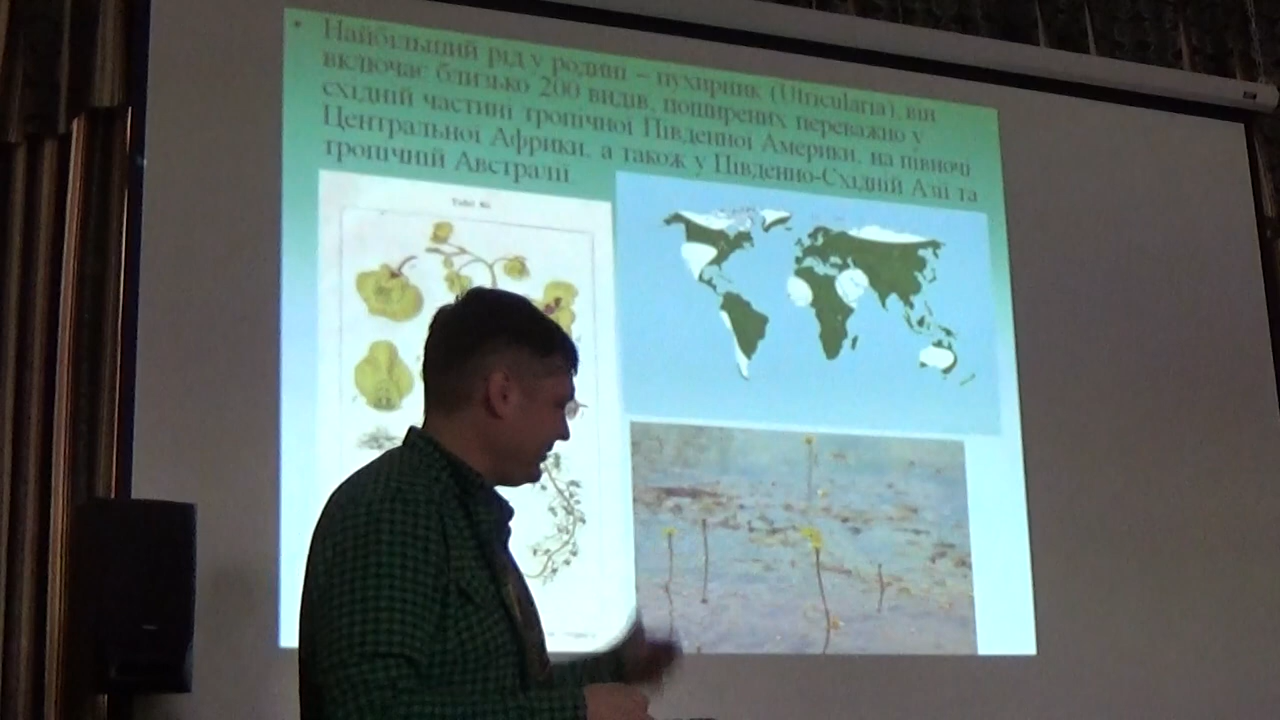 • Найбільший рід у родині – пухирник (Utricularia), він
включає близько 200 видів, поширених переважно у
східній частині тропічної Південної Америки, на півночі
Центральної Африки, а також у Південно-Східній Азії та
тропічній Австралії.